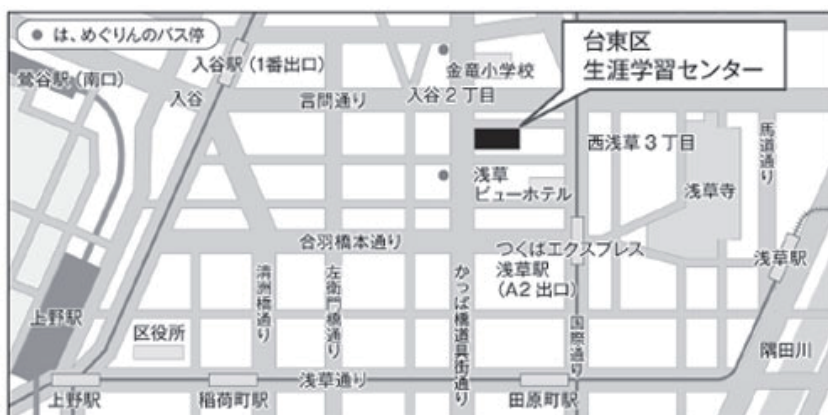 ● は、めぐりんのバス停
鶯谷駅(南口)
入谷駅(1番出口)
入谷
言問通り
金竜小学校
入谷2丁目
台東区
生涯学習センター
西浅草3丁目
馬道通り
浅草
ビューホテル
浅草寺
合羽橋本通り
つくばエクスプレス
浅草駅
(A2出口)
浅草駅
清洲橋通り
左衛門橋通り
かっぱ橋道具街通り
国際通り
上野駅
区役所
隅田川
浅草通り
上野駅
稲荷町駅
田原町駅